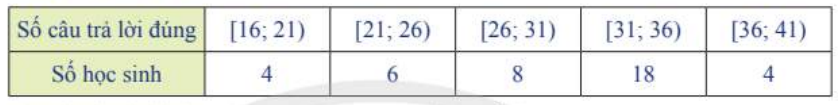 Số câu trả lời đúng [16; 21) [21; 26) [26; 31) [31; 36) [36; 41)
Số học sinh 4 6 8 18 4